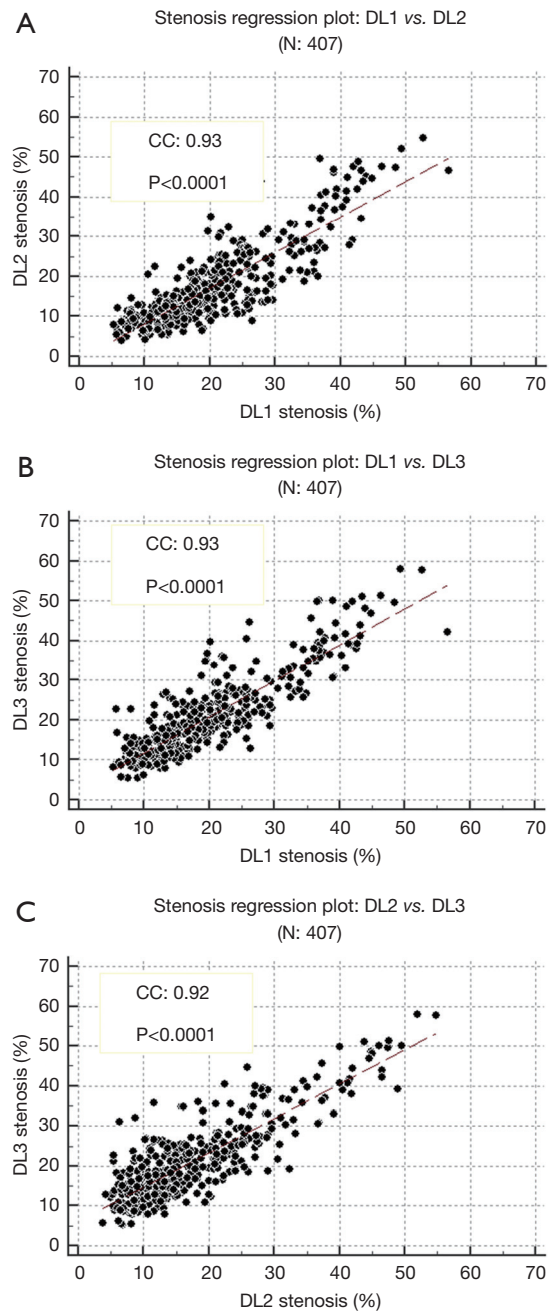 A
Stenosis regression plot: DL1 vs. DL2
(N: 407)
70
60
50
40
30
20
10
0
DL2 stenosis (%)
CC: 0.93
P<0.0001
0 10 20 30 40 50 60 70
DL1 stenosis (%)
B
Stenosis regression plot: DL1 vs. DL3
(N: 407)
70
60
50
40
30
20
10
0
DL3 stenosis (%)
CC: 0.93
P<0.0001
0 10 20 30 40 50 60 70
DL1 stenosis (%)
C
Stenosis regression plot: DL2 vs. DL3
(N: 407)
70
60
50
40
30
20
10
0
DL3 stenosis (%)
CC: 0.92
P<0.0001
0 10 20 30 40 50 60 70
DL2 stenosis (%)